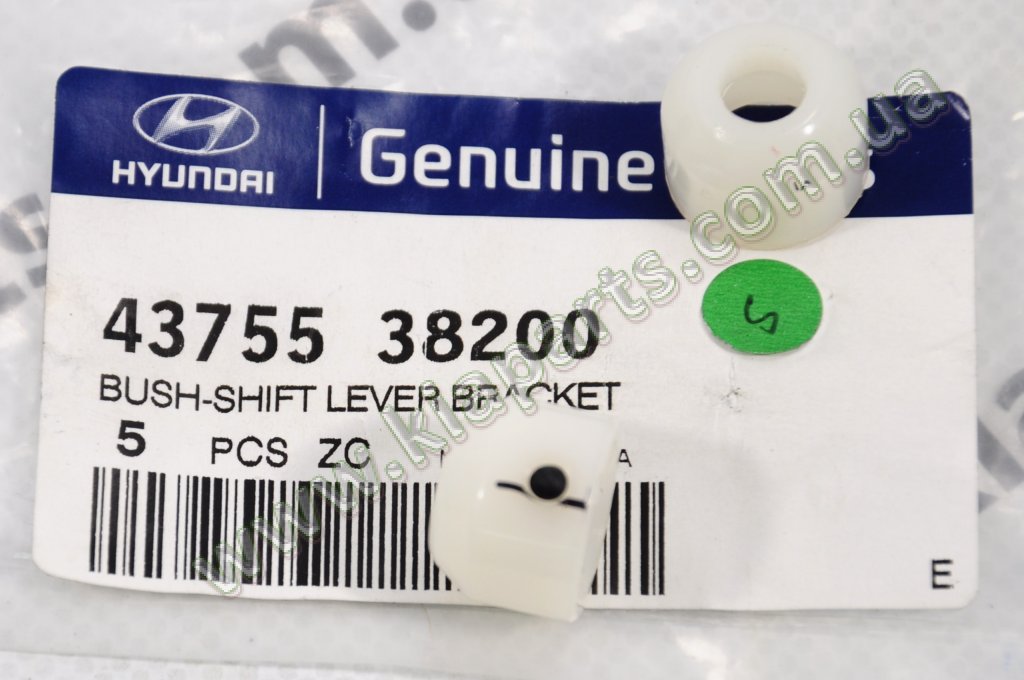 HYUNDAI
Genuine
43755 38200
BUSH-SHIFT LEVER BRACKET
5 PCS ZC
A
E
www.kiaparts.com.ua